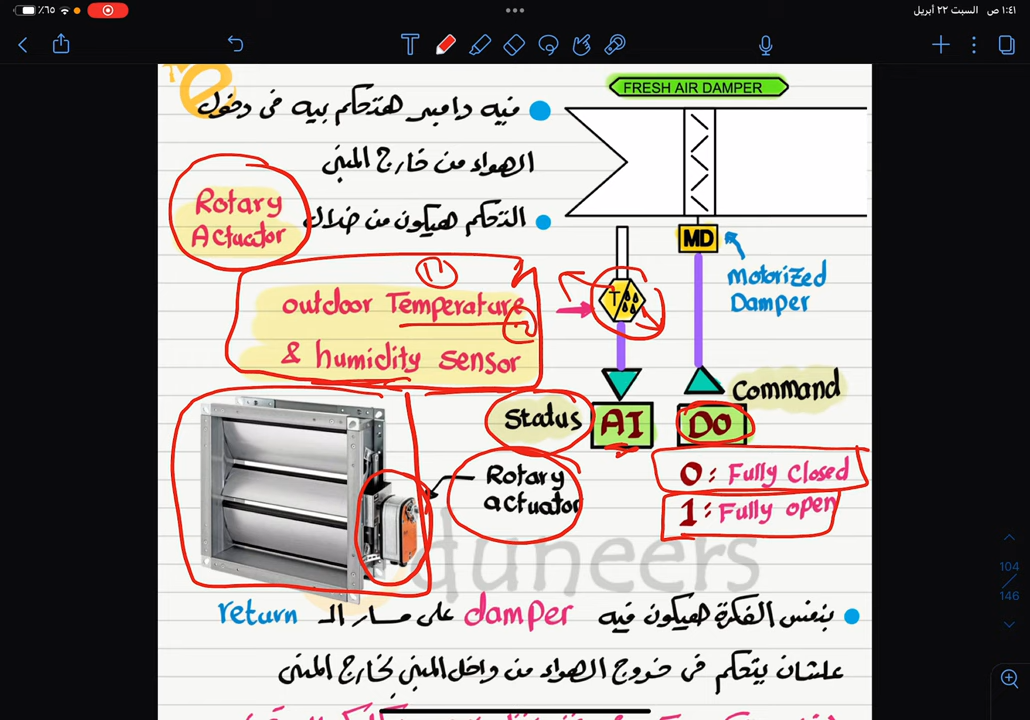 ١:٤١ ص السبت ٢٢ أبريل
٦٥٪
FRESH AIR DAMPER
فيه دامبر هتحكم بيه فى دخول
الهواء من خارج المبنى
التحكم هيكون من خلال
Rotary
Actuator
MD
motorized
Damper
T
outdoor Temperature
& humidity sensor
Command
Status
AI
DO
0: Fully Closed
1: Fully open
Rotary
actuator
eduneers
بنفس الفكرة هيكون فيه damper على مسار الـ return
علشان يتحكم فى خروج الهواء من داخل المبنى لخارج المبنى
104
146